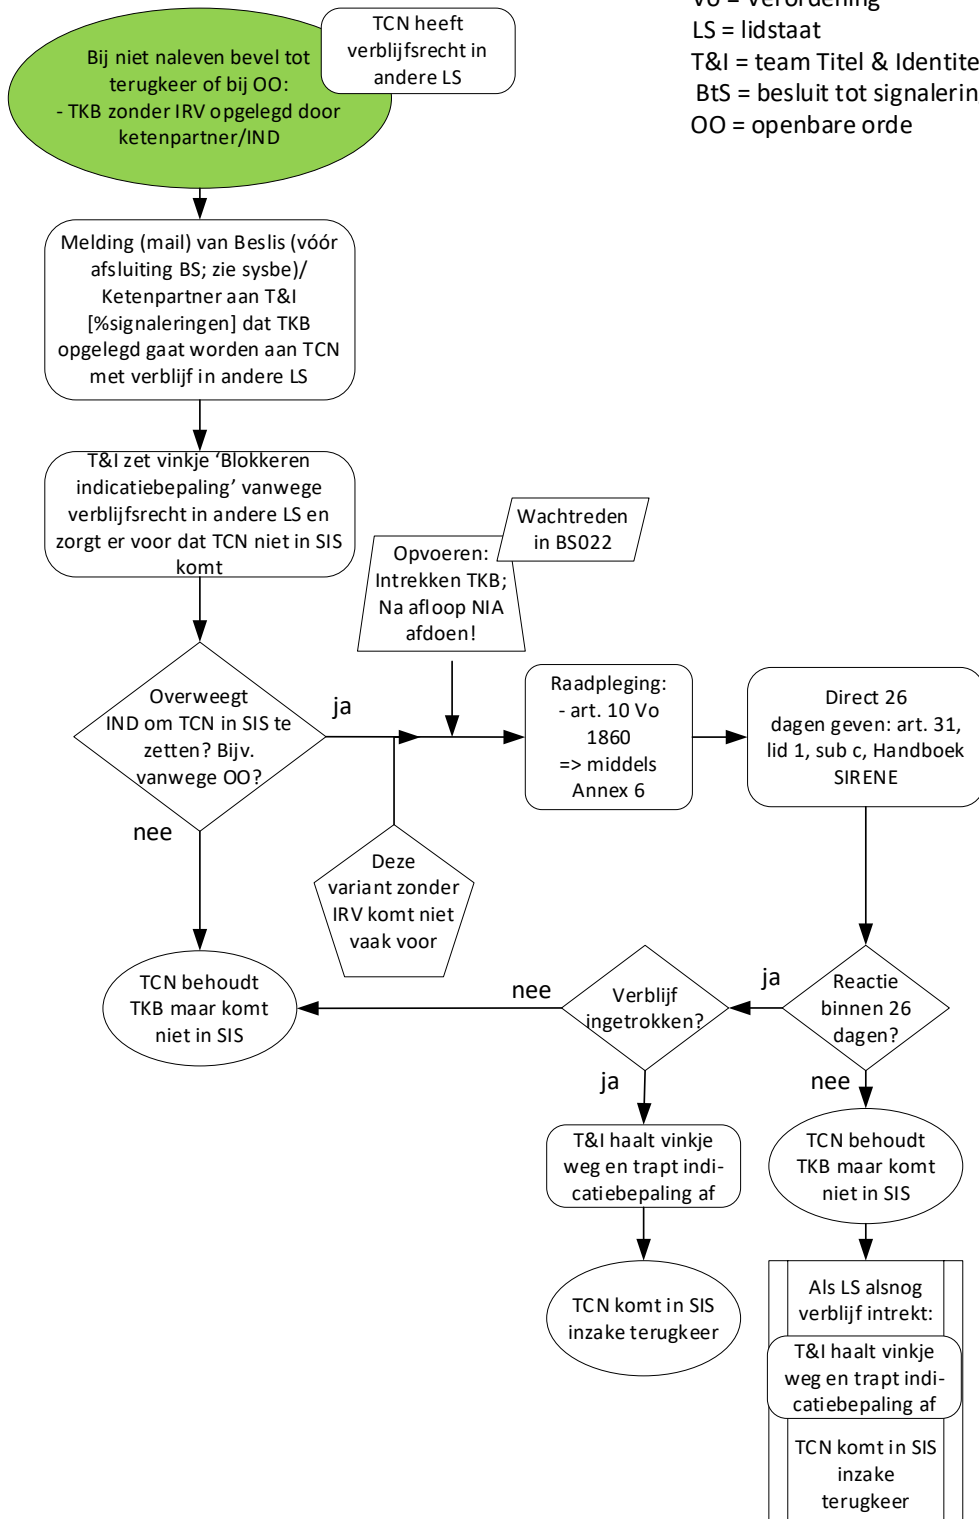 TCN heeft
verblijfsrecht in
andere LS
Bij niet naleven bevel tot
terugkeer of bij OO:
- TKB zonder IRV opgelegd door
ketenpartner/IND
Vo = verordening
LS = lidstaat
T&I = team Titel & Identite
BtS = besluit tot signalerin
OO = openbare orde
Melding (mail) van Beslis (vóór
afsluiting BS; zie sysbe)/
Ketenpartner aan T&I
[%signaleringen] dat TKB
opgelegd gaat worden aan TCN
met verblijf in andere LS
T&I zet vinkje ‘Blokkeren
indicatiebepaling’ vanwege
verblijfsrecht in andere LS en
zorgt er voor dat TCN niet in SIS
komt
Wachtreden
in BS022
Opvoeren:
Intrekken TKB;
Na afloop NIA
afdoen!
Overweegt
IND om TCN in SIS te
zetten? Bijv.
vanwege OO?
ja
nee
Raadpleging:
- art. 10 Vo
1860
=> middels
Annex 6
Direct 26
dagen geven: art. 31,
lid 1, sub c, Handboek
SIRENE
Deze
variant zonder
IRV komt niet
vaak voor
TCN behoudt
TKB maar komt
niet in SIS
nee
Verblijf
ingetrokken?
ja
ja
Reactie
binnen 26
dagen?
nee
T&I haalt vinkje
weg en trapt indi-
catiebepaling af
TCN behoudt
TKB maar komt
niet in SIS
TCN komt in SIS
inzake terugkeer
Als LS alsnog
verblijf intrekt:
T&I haalt vinkje
weg en trapt indi-
catiebepaling af
TCN komt in SIS
inzake
terugkeer